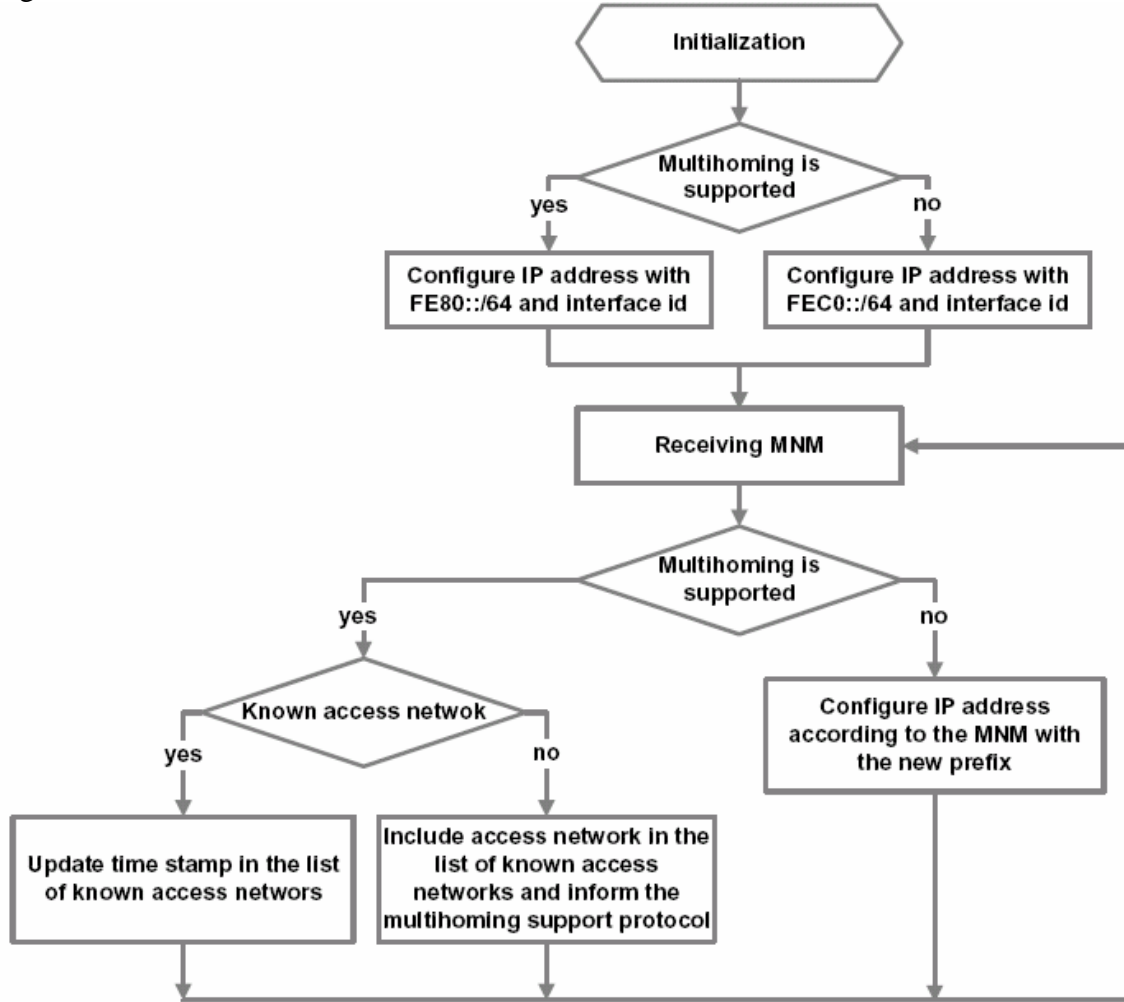 Initialization
Multihoming is
supported
yes
no
Configure IP address with
FE80::/64 and interface id
Configure IP address with
FEC0::/64 and interface id
Receiving MNM
Multihoming is
supported
yes
no
Known access netwok
yes
no
Configure IP address
according to the MNM with
the new prefix
Update time stamp in the list
of known access networs
Include access network in the
list of known access
networks and inform the
multihoming support protocol